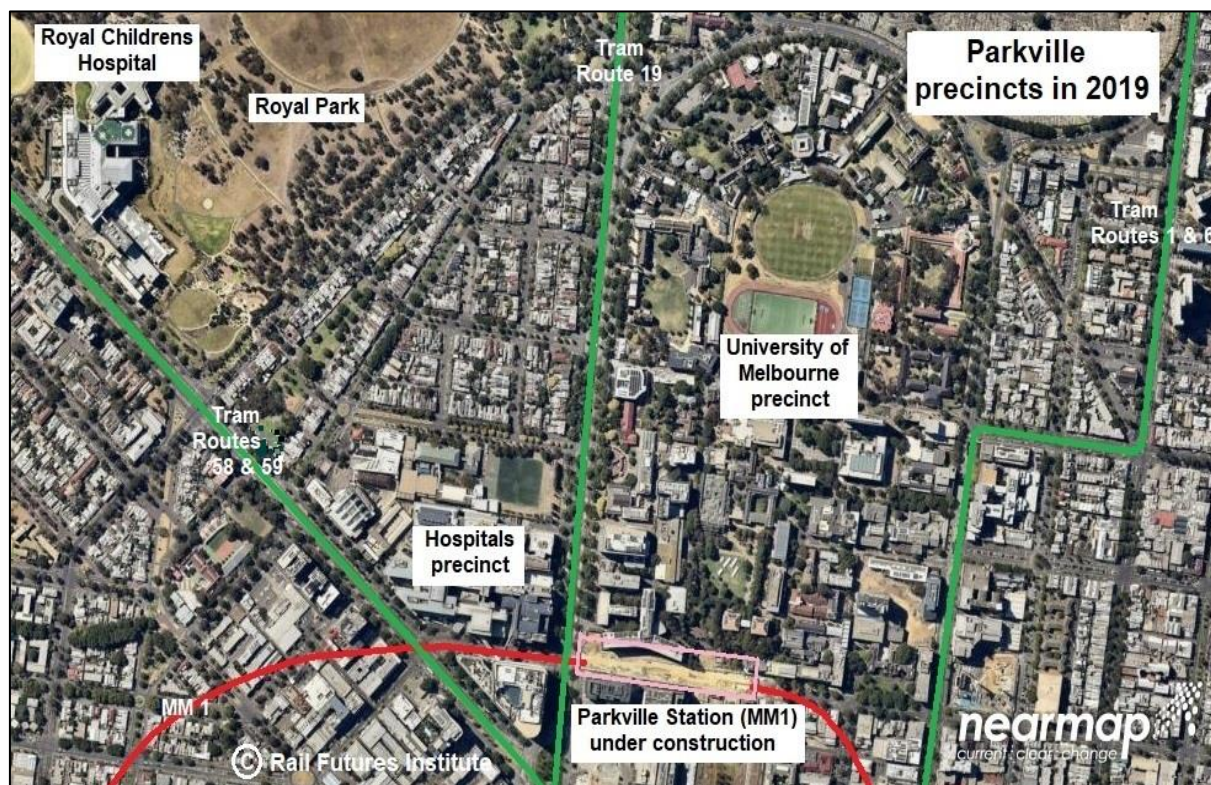 Royal Childrens
Hospital
Royal Park
Tram
Route 19
Parkville
precincts in 2019
Tram
Routes 1 & 6
University of
Melbourne
precinct
Tram
Routes
58 & 59
Hospitals
precinct
MM 1
Parkville Station (MM1)
under construction
© Rail Futures Institute
nearmap
current : clear : change